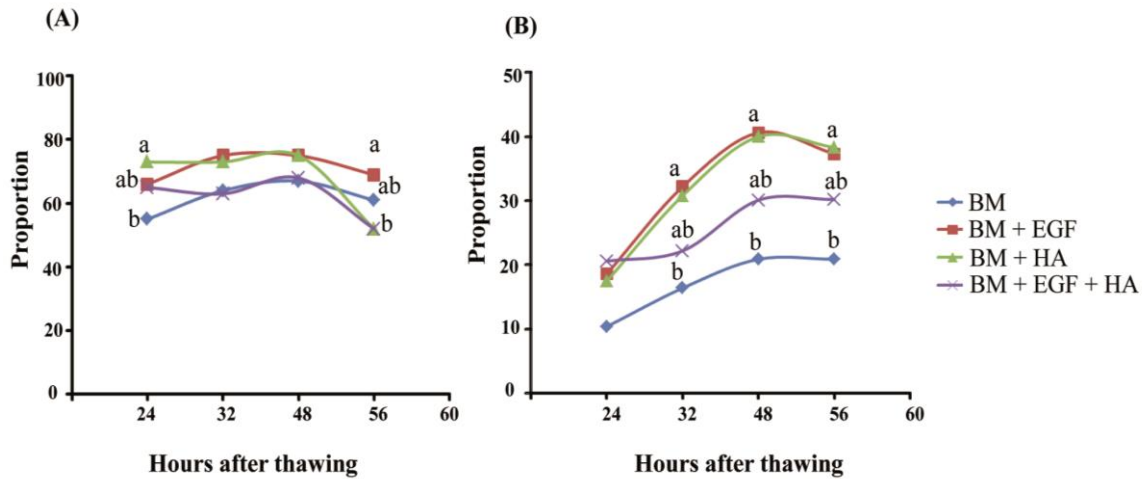 (A)
100
80
60
40
20
0
Proportion
a
a
ab
ab
b
b
24 32 48 56 60
Hours after thawing
(B)
50
40
30
20
10
0
Proportion
a
a
a
ab
ab
ab
b
b
b
24 32 48 56 60
Hours after thawing
BM
BM + EGF
BM + HA
BM + EGF + HA